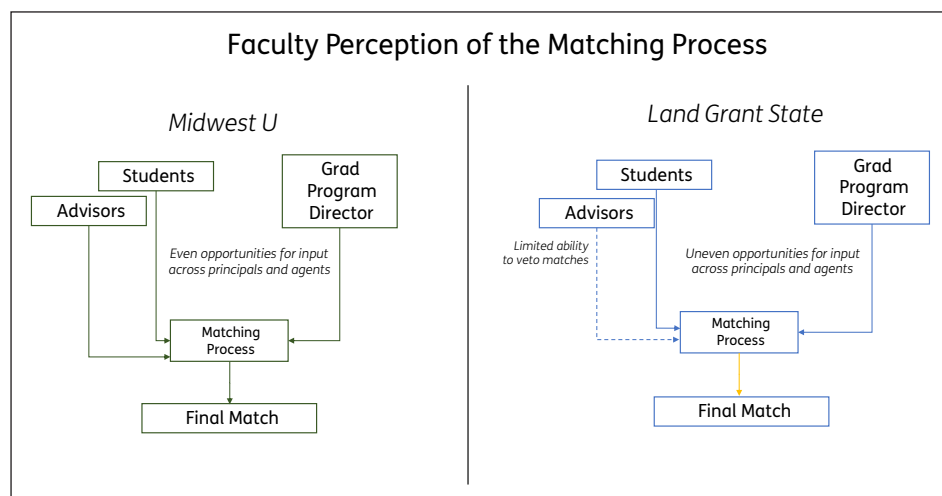 Faculty Perception of the Matching Process
Midwest U
Students
Grad
Program
Director
Advisors
Even opportunities for input
across principals and agents
Matching
Process
Final Match
Land Grant State
Students
Grad
Program
Director
Advisors
Limited ability
to veto matches
Uneven opportunities for input
across principals and agents
Matching
Process
Final Match